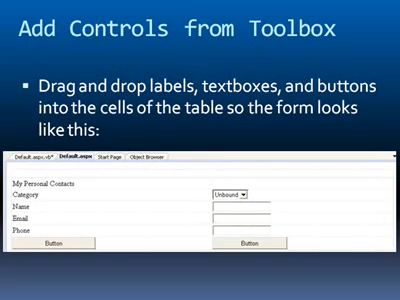 Add Controls from Toolbox
Drag and drop labels, textboxes, and buttons
into the cells of the table so the form looks
like this:
Default.aspx.vb* Default.aspx Start Page Object Browser
My Personal Contacts
Category Unbound
Name
Email
Phone
Button Button